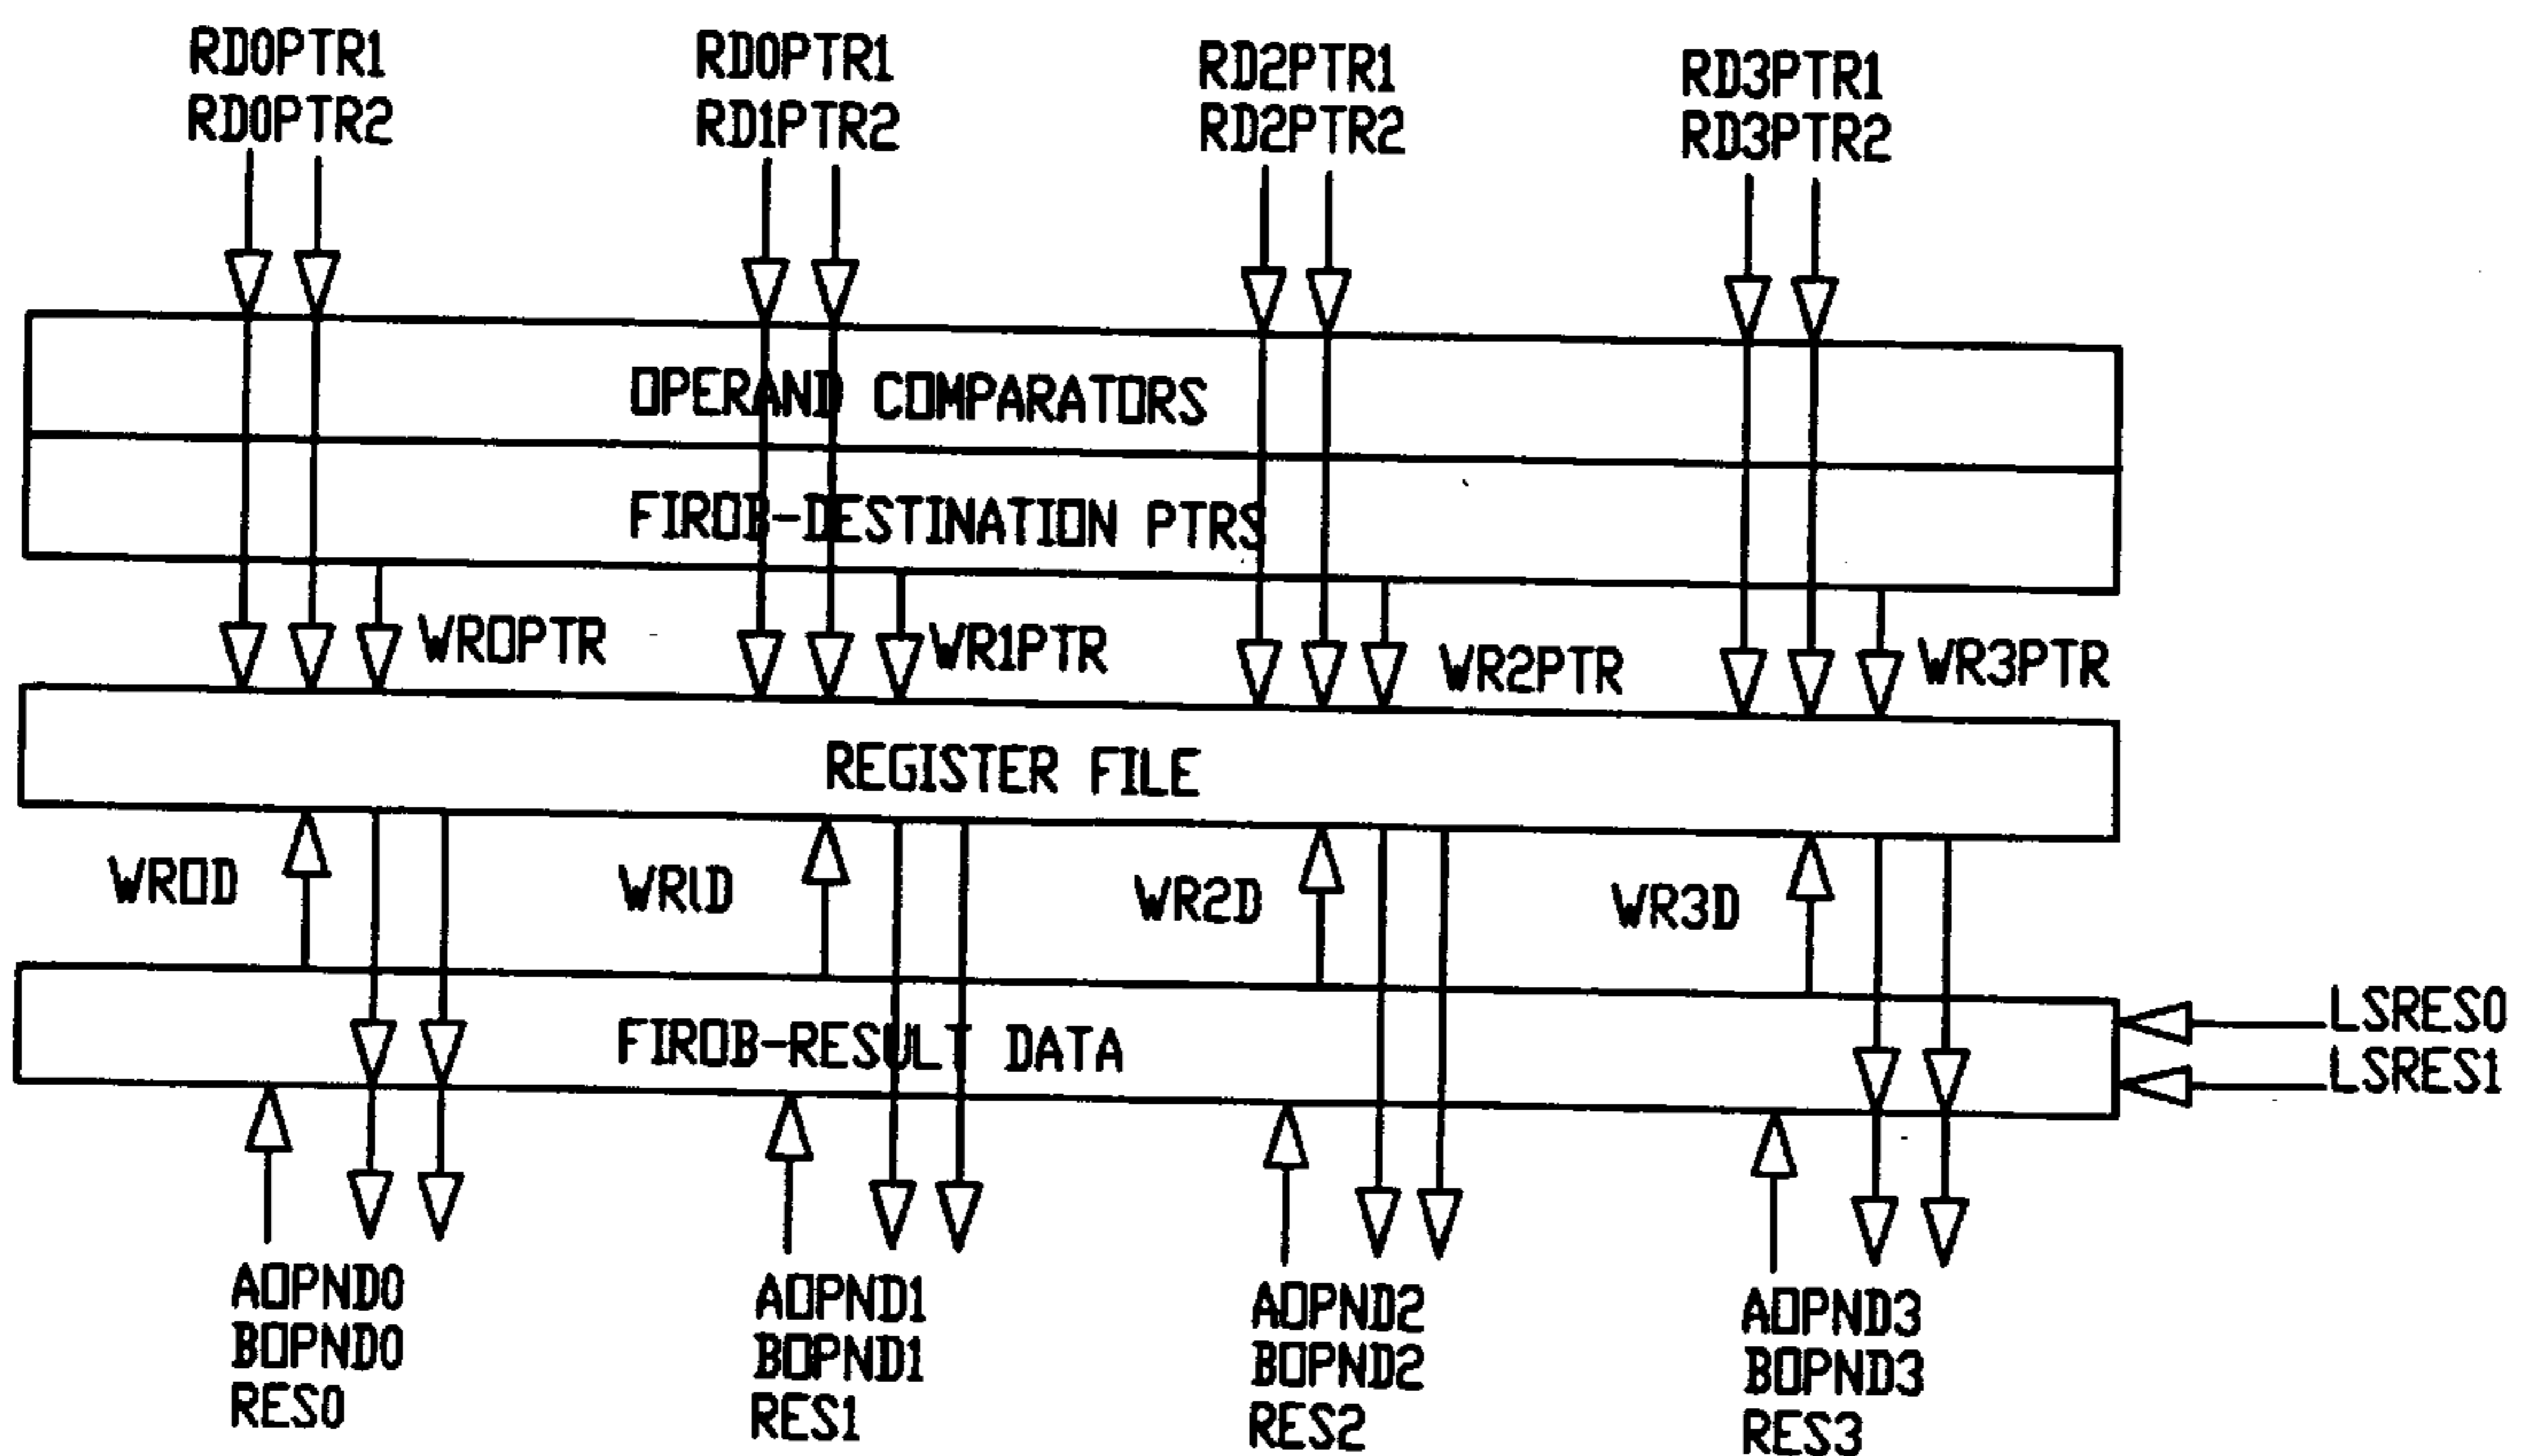 RD0PTR1
RD0PTR2
RD0PTR1
RD1PTR2
RD2PTR1
RD2PTR2
RD3PTR1
RD3PTR2
OPERAND COMPARATORS
FIROB-DESTINATION PTRS
WR0PTR
WR1PTR
WR2PTR
WR3PTR
REGISTER FILE
WR0D
WR1D
WR2D
WR3D
FIROB-RESULT DATA
LSRES0
LSRES1
AOPND0
BOPND0
RES0
AOPND1
BOPND1
RES1
AOPND2
BOPND2
RES2
AOPND3
BOPND3
RES3